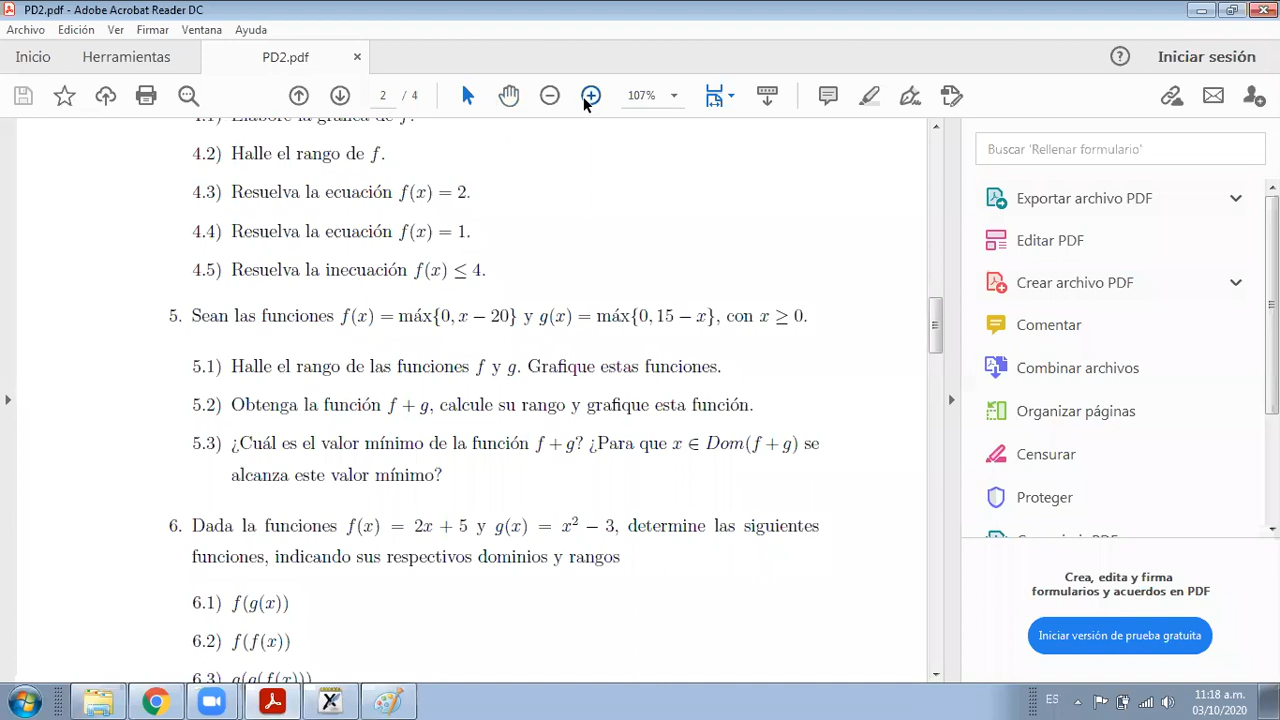 PD2.pdf - Adobe Acrobat Reader DC
Archivo Edición Ver Firmar Ventana Ayuda
Inicio Herramientas PD2.pdf × Iniciar sesión
2 / 4 107%
4.1) Elabore la gráfica de f.
4.2) Halle el rango de f.
4.3) Resuelva la ecuación f(x) = 2.
4.4) Resuelva la ecuación f(x) = 1.
4.5) Resuelva la inecuación f(x) ≤ 4.
5. Sean las funciones f(x) = máx{0, x − 20} y g(x) = máx{0, 15 − x}, con x ≥ 0.
5.1) Halle el rango de las funciones f y g. Grafique estas funciones.
5.2) Obtenga la función f + g, calcule su rango y grafique esta función.
5.3) ¿Cuál es el valor mínimo de la función f + g? ¿Para que x ∈ Dom(f + g) se
alcanza este valor mínimo?
6. Dada la funciones f(x) = 2x + 5 y g(x) = x² − 3, determine las siguientes
funciones, indicando sus respectivos dominios y rangos
6.1) f(g(x))
6.2) f(f(x))
6.3) g(g(f(x)))
Buscar 'Rellenar formulario'
Exportar archivo PDF
Editar PDF
Crear archivo PDF
Comentar
Combinar archivos
Organizar páginas
Censurar
Proteger
Crea, edita y firma
formularios y acuerdos en PDF
Iniciar versión de prueba gratuita
ES 11:18 a.m.
03/10/2020